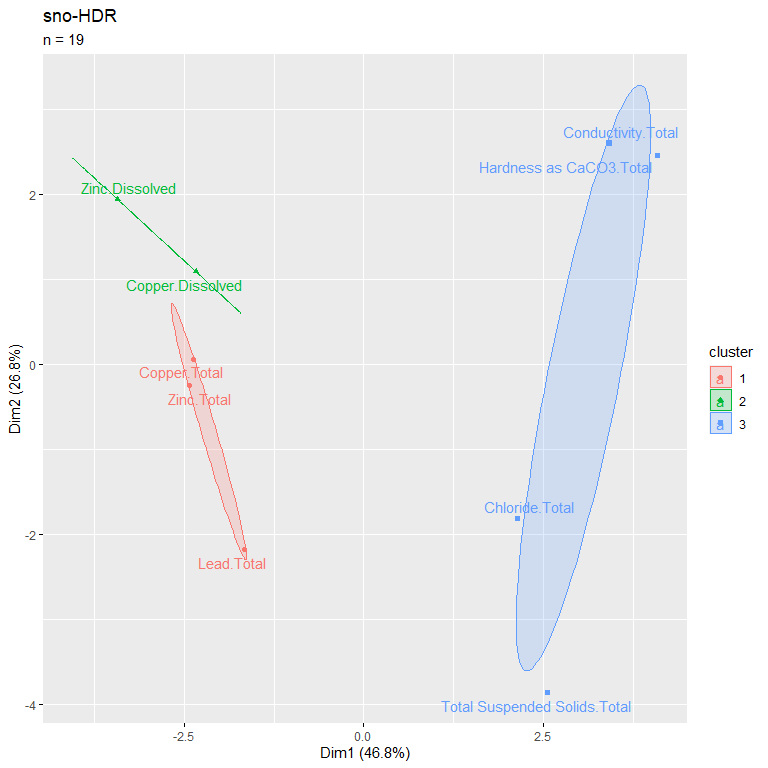 sno-HDR
n = 19
Conductivity.Total
Hardness as CaCO3.Total
Zinc.Dissolved
2
Copper.Dissolved
cluster
0
Copper.Total
1
Zinc.Total
2
3
Dim2 (26.8%)
Chloride.Total
-2
Lead.Total
Total Suspended Solids.Total
-4
-2.5
0.0
2.5
Dim1 (46.8%)